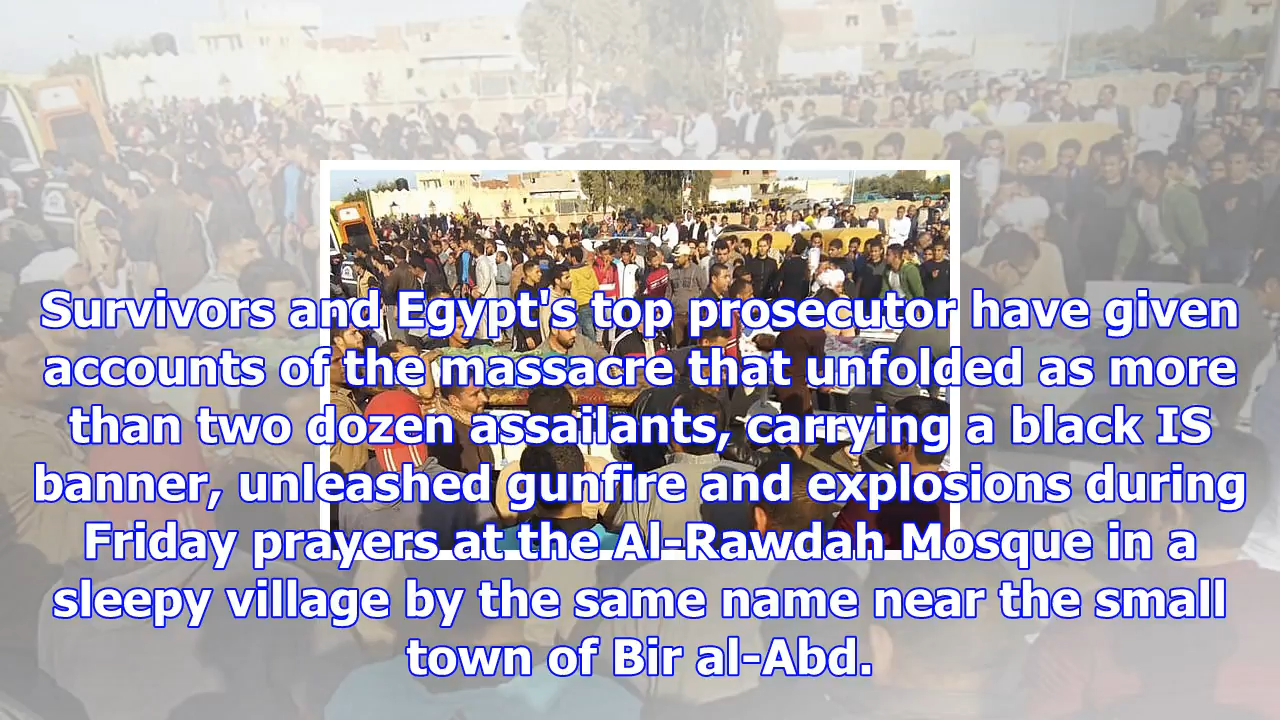 Survivors and Egypt's top prosecutor have given
accounts of the massacre that unfolded as more
than two dozen assailants, carrying a black IS
banner, unleashed gunfire and explosions during
Friday prayers at the Al-Rawdah Mosque in a
sleepy village by the same name near the small
town of Bir al-Abd.